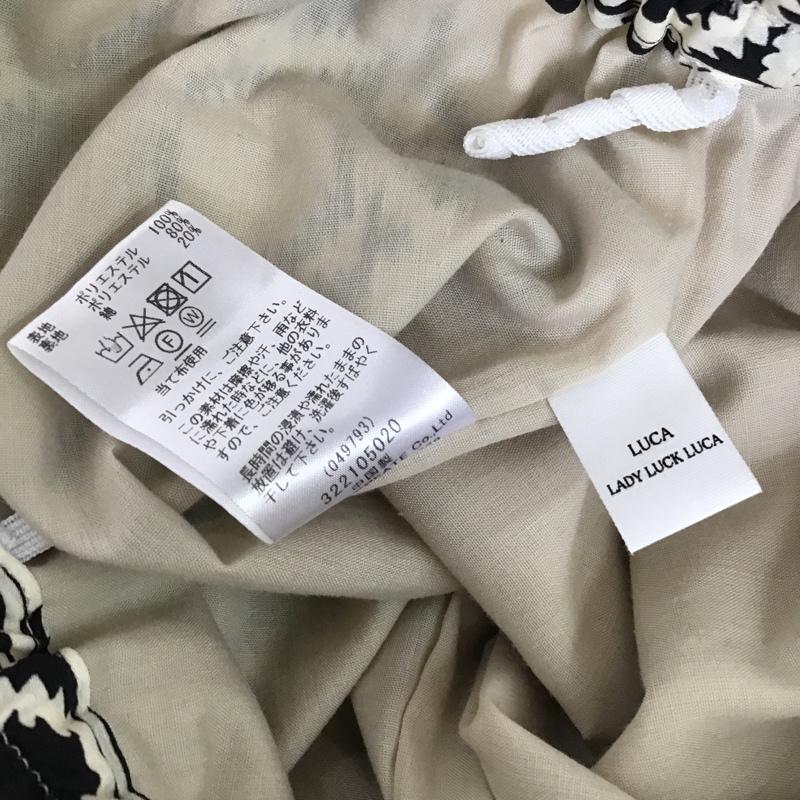 表地 ポリエステル 100%
裏地 ポリエステル 80%
綿 20%
当て布使用
引っかけに、ご注意下さい。
この素材は摩擦や汗、雨など
に濡れた時などに、他の衣料
や下着に色が移る事がありま
すので、ご注意ください。
長時間の浸漬や濡れたままの
放置は避け、洗濯後すばやく
干して下さい。
(049793)
322105020
中国製
Co.,Ltd
LUCA
LADY LUCK LUCA